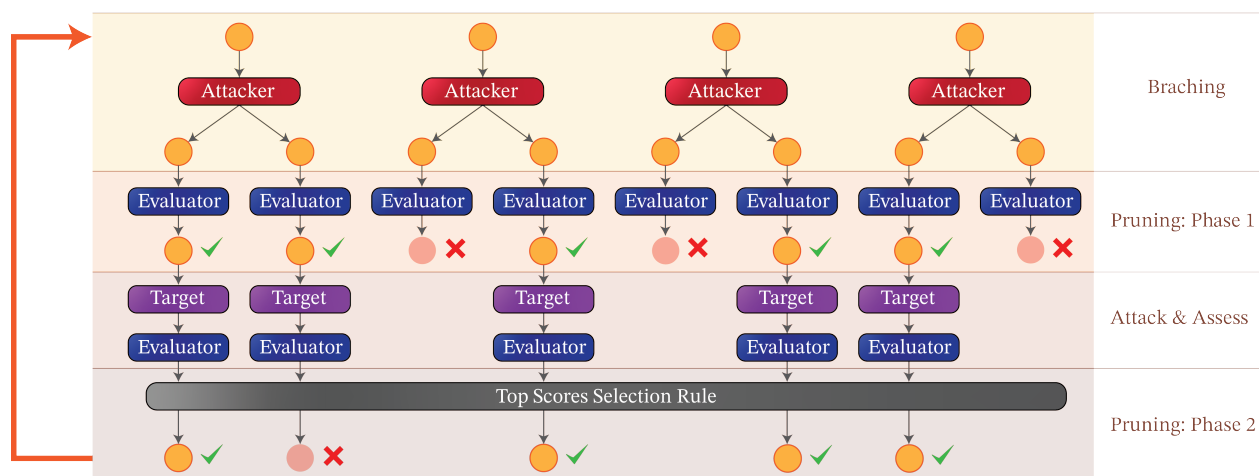 Attacker Attacker Attacker Attacker Braching
Evaluator Evaluator Evaluator Evaluator Evaluator Evaluator Evaluator Evaluator
Pruning: Phase 1
Target Target Target Target Target
Attack & Assess
Evaluator Evaluator Evaluator Evaluator Evaluator
Top Scores Selection Rule
Pruning: Phase 2